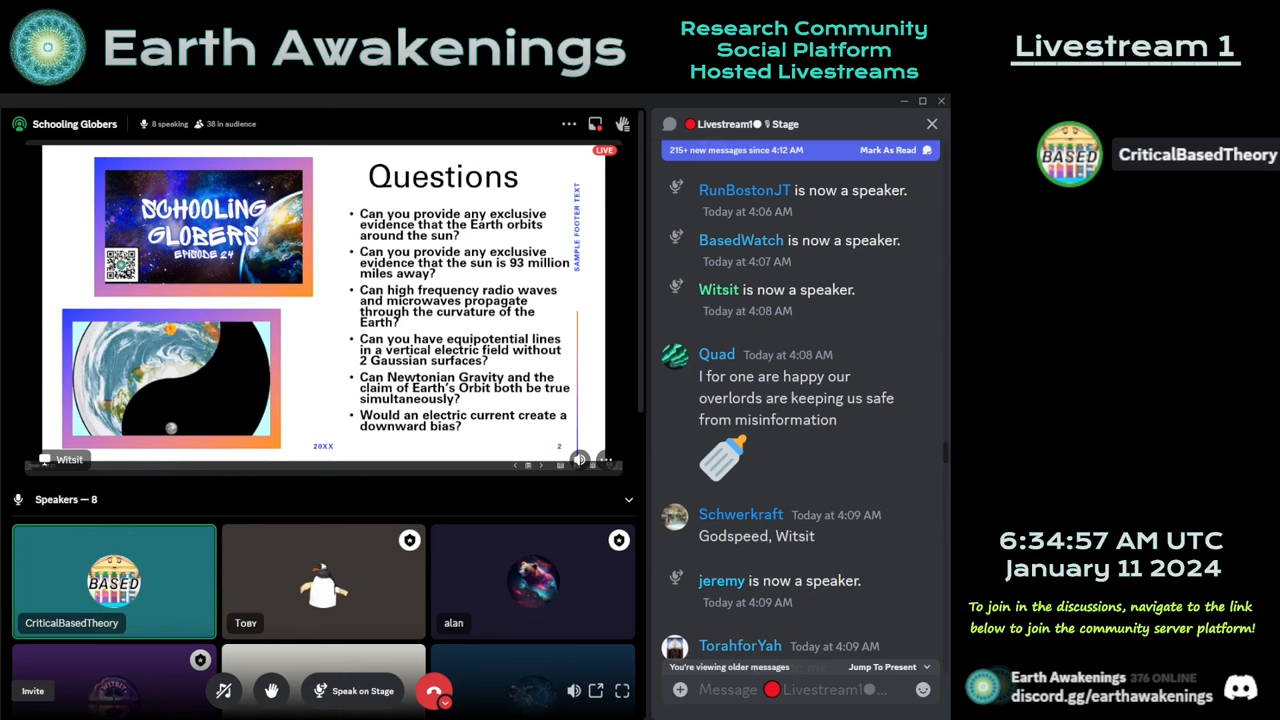 Earth Awakenings
Research Community
Social Platform
Hosted Livestreams
Livestream 1
Schooling Globers
8 speaking
38 in audience
LIVE
SCHOOLING
GLOBERS
EPISODE 24
Questions
• Can you provide any exclusive
evidence that the Earth orbits
around the sun?
• Can you provide any exclusive
evidence that the sun is 93 million
miles away?
• Can high frequency radio waves
and microwaves propagate
through the curvature of the
Earth?
• Can you have equipotential lines
in a vertical electric field without
2 Gaussian surfaces?
• Can Newtonian Gravity and the
claim of Earth's Orbit both be true
simultaneously?
• Would an electric current create a
downward bias?
SAMPLE FOOTER TEXT
20XX
2
Witsit
Speakers — 8
BASED
CriticalBasedTheory
Toby
alan
Invite
Speak on Stage
Livestream1 Stage
215+ new messages since 4:12 AM
Mark As Read
RunBostonJT is now a speaker.
Today at 4:06 AM
BasedWatch is now a speaker.
Today at 4:07 AM
Witsit is now a speaker.
Today at 4:08 AM
Quad Today at 4:08 AM
I for one are happy our
overlords are keeping us safe
from misinformation
Schwerkraft Today at 4:09 AM
Godspeed, Witsit
jeremy is now a speaker.
Today at 4:09 AM
TorahforYah Today at 4:09 AM
You're viewing older messages
Jump To Present
Message Livestream1
BASED
CriticalBasedTheory
6:34:57 AM UTC
January 11 2024
To join in the discussions, navigate to the link
below to join the community server platform!
Earth Awakenings 376 ONLINE
discord.gg/earthawakenings